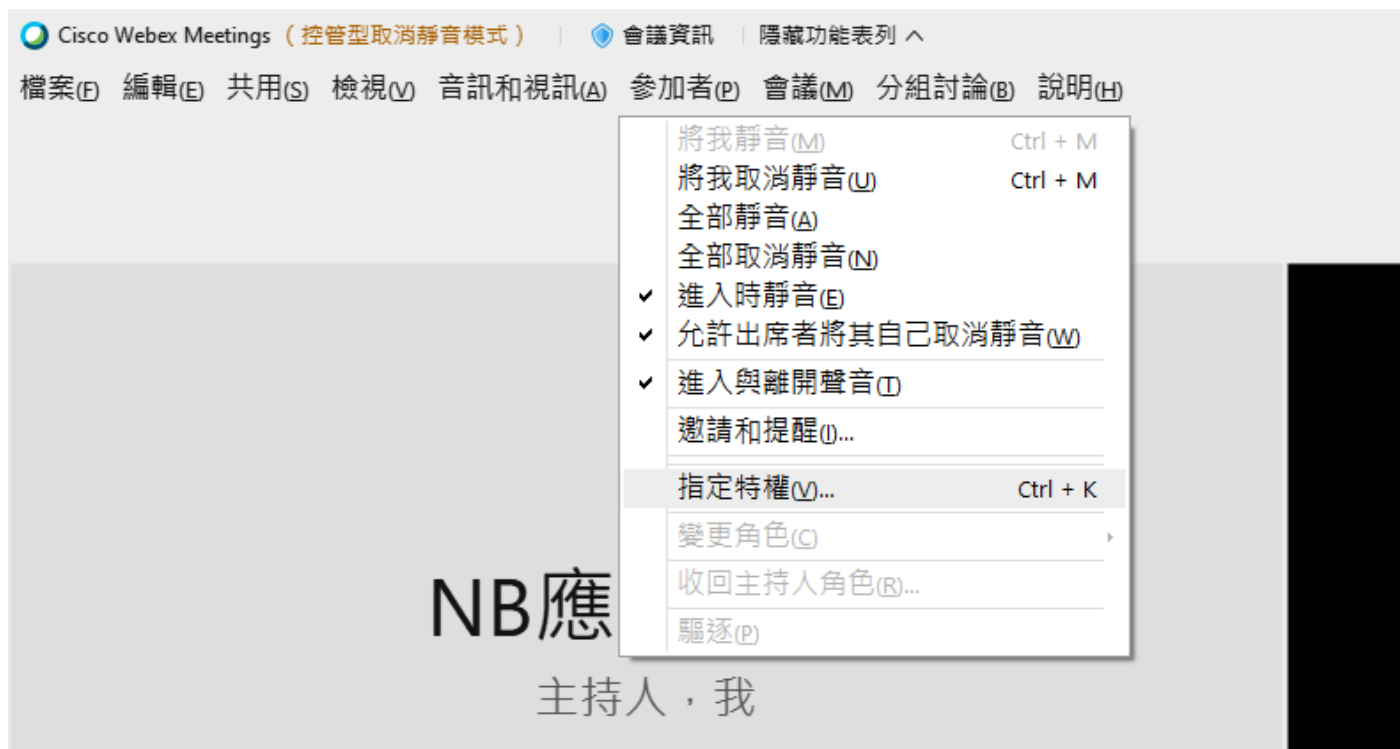 Cisco Webex Meetings （控管型取消靜音模式） 會議資訊 隱藏功能表列
檔案(F) 編輯(E) 共用(S) 檢視(V) 音訊和視訊(A) 參加者(P) 會議(M) 分組討論(B) 說明(H)
將我靜音(M) Ctrl + M
將我取消靜音(U) Ctrl + M
全部靜音(A)
全部取消靜音(N)
進入時靜音(E)
允許出席者將其自己取消靜音(W)
進入與離開聲音(T)
邀請和提醒(I)...
指定特權(V)... Ctrl + K
變更角色(C)
收回主持人角色(R)...
驅逐(P)
NB應
主持人，我